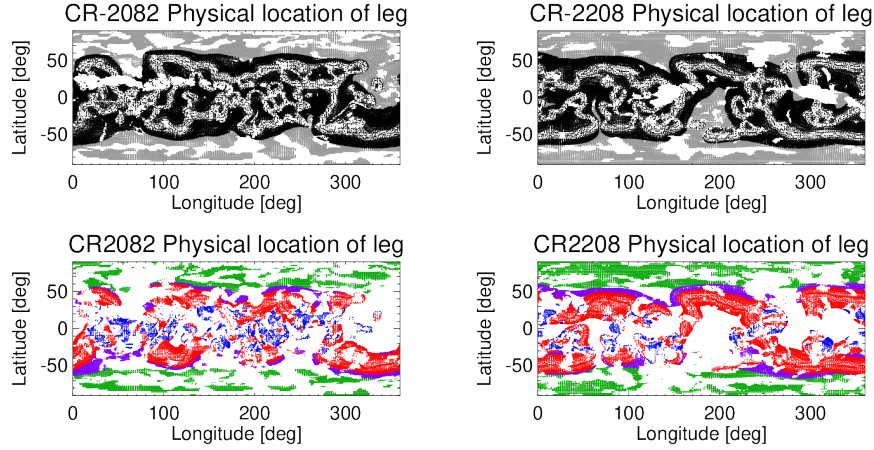 CR-2082 Physical location of leg
Latitude [deg]
50
0
-50
0
100
200
300
Longitude [deg]
CR-2208 Physical location of leg
Latitude [deg]
50
0
-50
0
100
200
300
Longitude [deg]
CR2082 Physical location of leg
Latitude [deg]
50
0
-50
0
100
200
300
Longitude [deg]
CR2208 Physical location of leg
Latitude [deg]
50
0
-50
0
100
200
300
Longitude [deg]